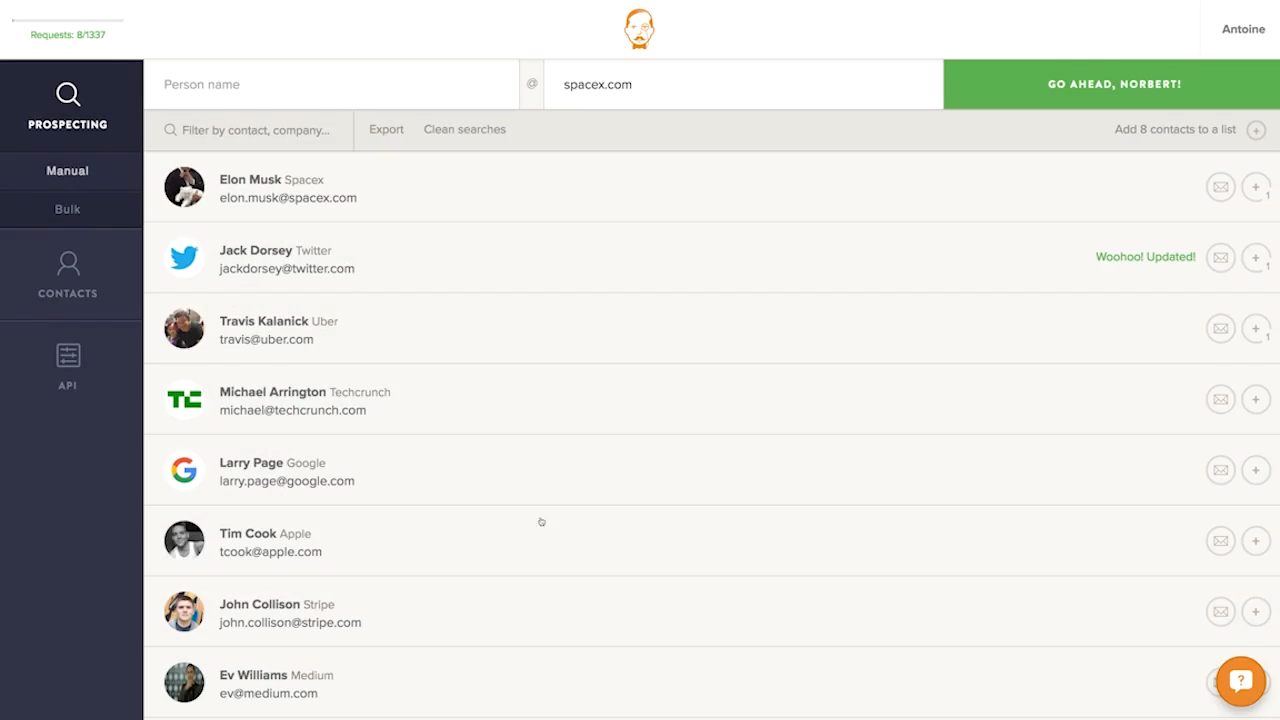 Requests: 8/1337
Antoine
PROSPECTING
Manual
Bulk
CONTACTS
API
Person name @ spacex.com GO AHEAD, NORBERT!
Filter by contact, company... Export Clean searches Add 8 contacts to a list +
Elon Musk Spacex
elon.musk@spacex.com
+ 1
Jack Dorsey Twitter
jackdorsey@twitter.com
Woohoo! Updated! + 1
Travis Kalanick Uber
travis@uber.com
+ 1
TC
Michael Arrington Techcrunch
michael@techcrunch.com
+
G
Larry Page Google
larry.page@google.com
+
Tim Cook Apple
tcook@apple.com
+
John Collison Stripe
john.collison@stripe.com
+
Ev Williams Medium
ev@medium.com
?